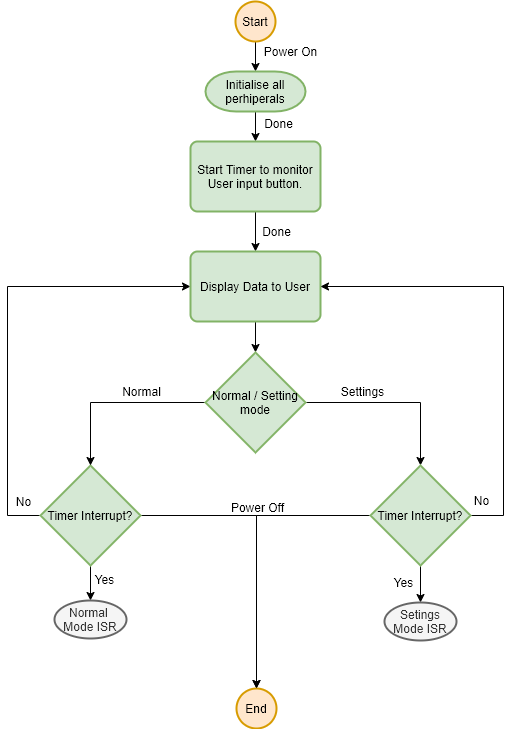 Start
Power On
Initialise all
perhiperals
Done
Start Timer to monitor
User input button.
Done
Display Data to User
Normal / Setting
mode
Normal
Settings
Timer Interrupt?
Timer Interrupt?
No
No
Power Off
Yes
Yes
Normal
Mode ISR
Setings
Mode ISR
End